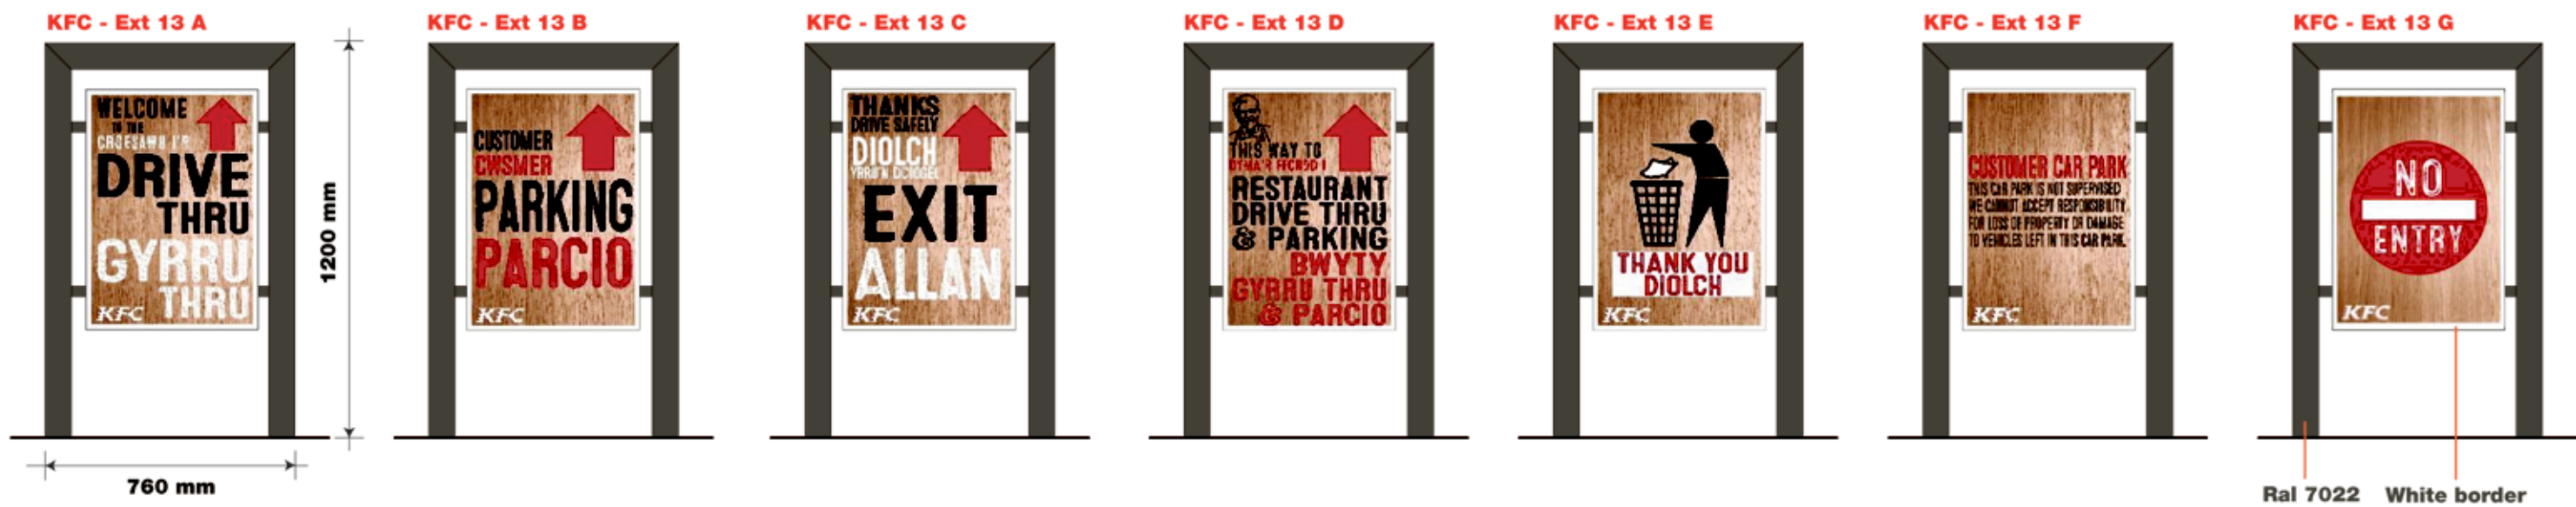 KFC - Ext 13 A
WELCOME
TO THE
CROESAWU I'R
DRIVE
THRU
GYRRU
THRU
KFC
1200 mm
760 mm
KFC - Ext 13 B
CUSTOMER
CWSMER
PARKING
PARCIO
KFC
KFC - Ext 13 C
THANKS
DRIVE SAFELY
DIOLCH
EXIT
ALLAN
KFC
KFC - Ext 13 D
THIS WAY TO
RESTAURANT
DRIVE THRU
& PARKING
BWYTY
GYRRU THRU
& PARCIO
KFC - Ext 13 E
THANK YOU
DIOLCH
KFC
KFC - Ext 13 F
CUSTOMER CAR PARK
THIS CAR PARK IS NOT SUPERVISED
WE CANNOT ACCEPT RESPONSIBILITY
FOR LOSS OF PROPERTY OR DAMAGE
TO VEHICLES LEFT IN THIS CAR PARK.
KFC
KFC - Ext 13 G
NO
ENTRY
KFC
Ral 7022
White border